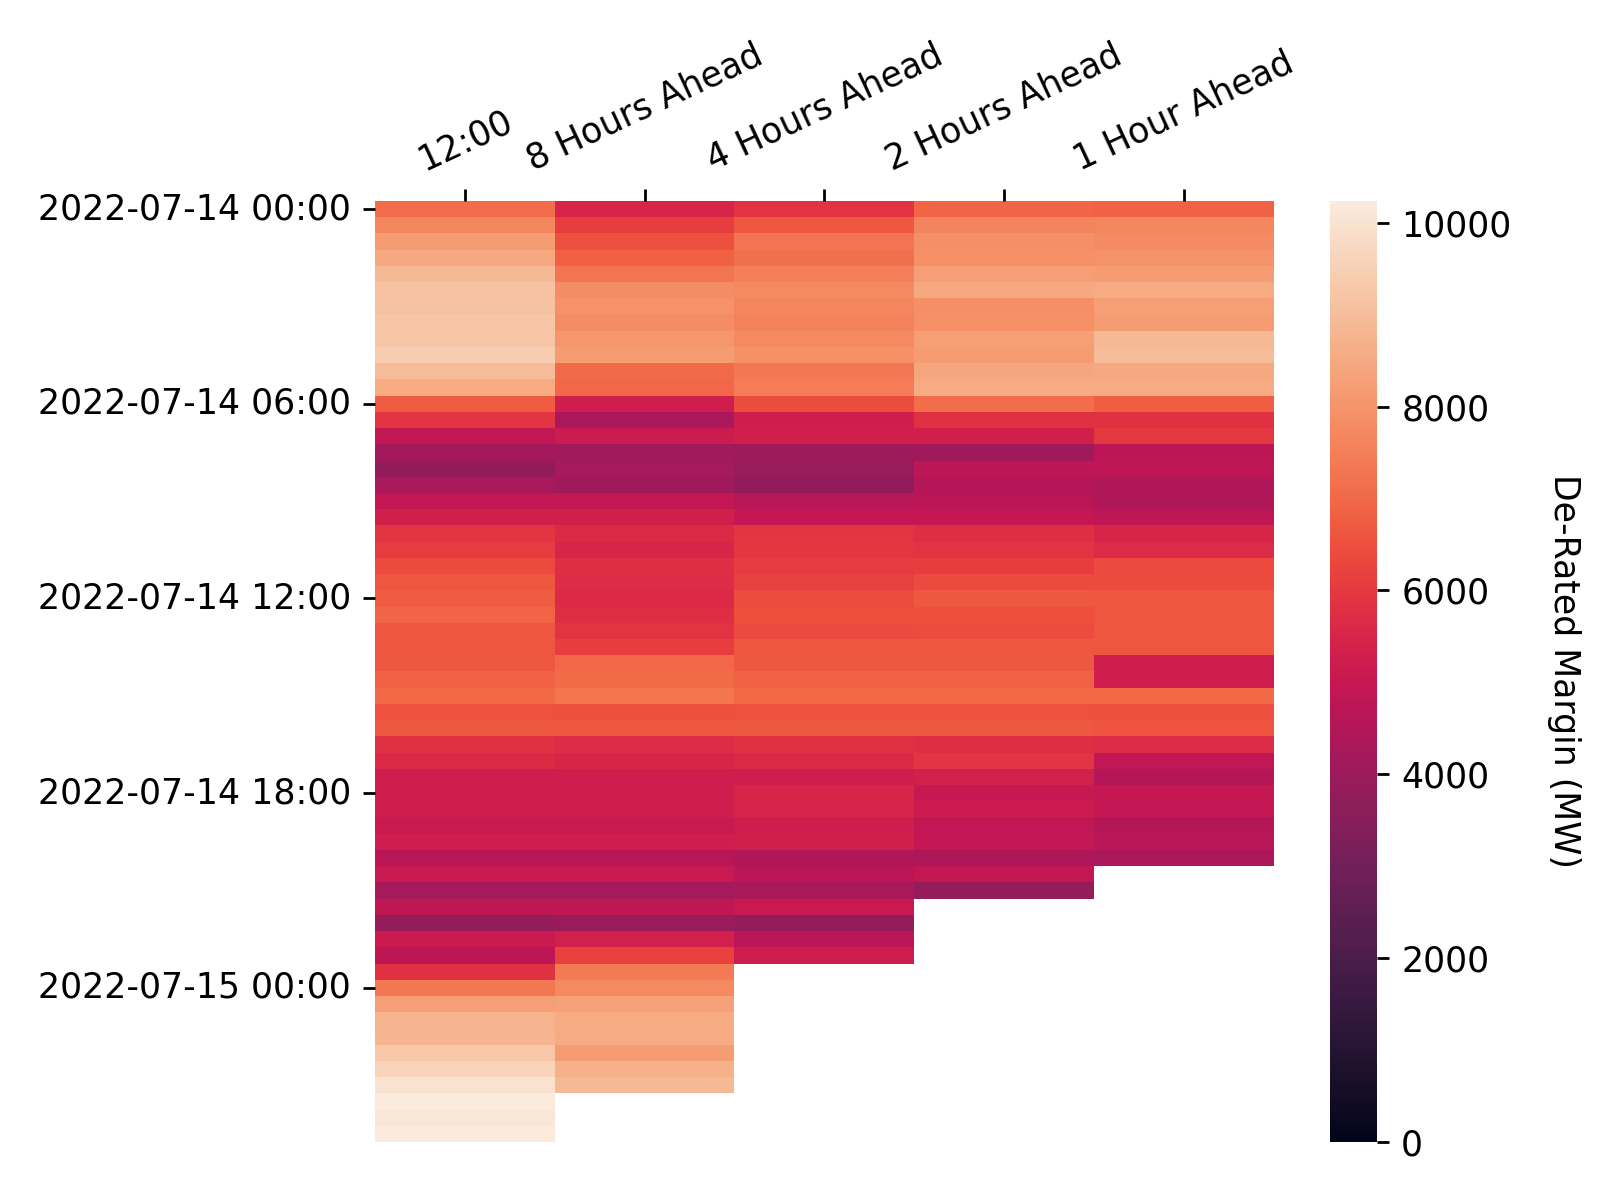 12:00
8 Hours Ahead
4 Hours Ahead
2 Hours Ahead
1 Hour Ahead
2022-07-14 00:00
2022-07-14 06:00
2022-07-14 12:00
2022-07-14 18:00
2022-07-15 00:00
10000
8000
6000
4000
2000
0
De-Rated Margin (MW)